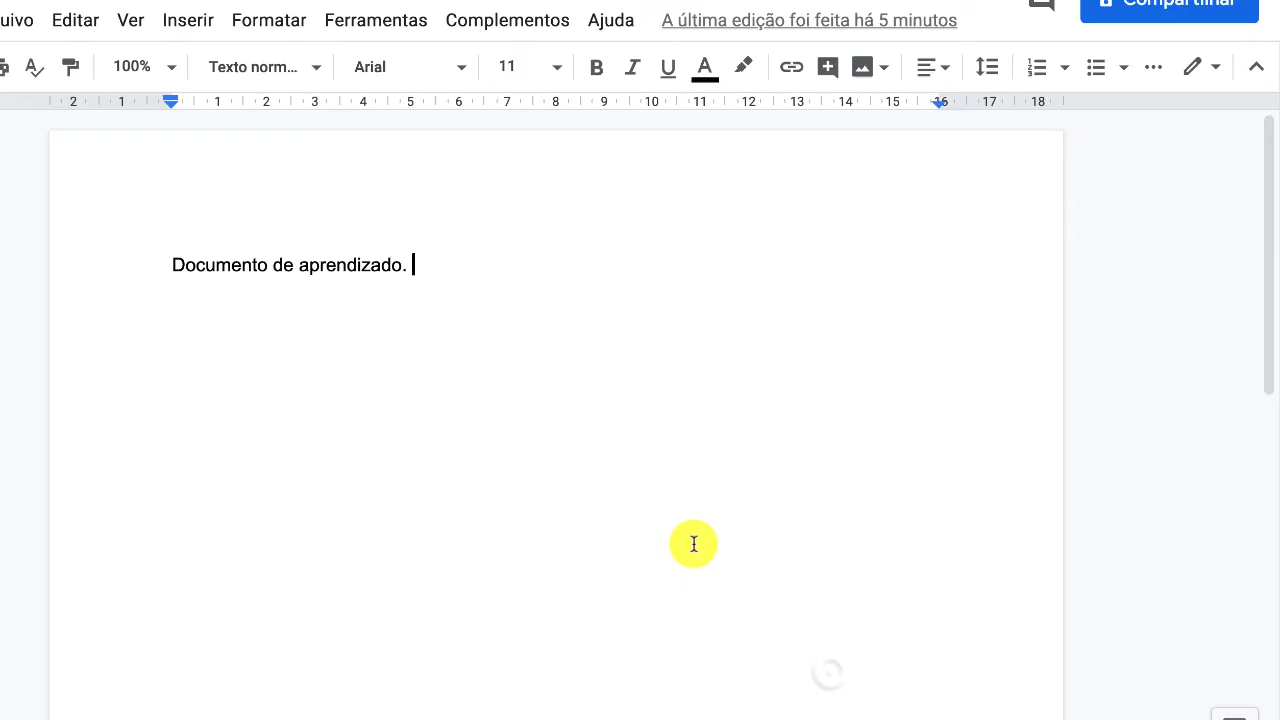 uivo Editar Ver Inserir Formatar Ferramentas Complementos Ajuda A última edição foi feita há 5 minutos Compartilhar
100% Texto norm... Arial 11 B I U A
2 1 1 2 3 4 5 6 7 8 9 10 11 12 13 14 15 16 17 18
Documento de aprendizado.